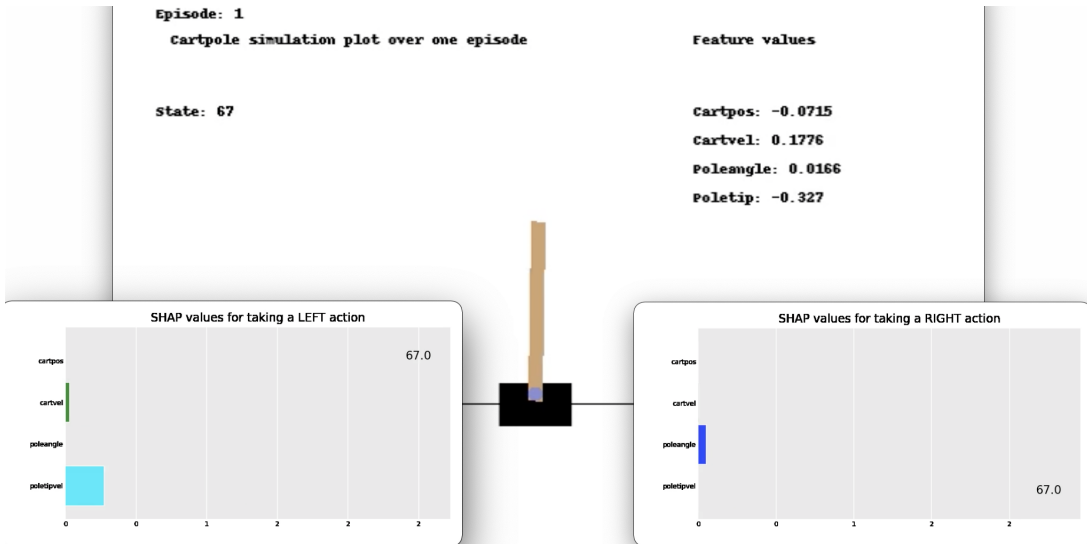 Episode: 1
Cartpole simulation plot over one episode
Feature values
State: 67
Cartpos: -0.0715
Cartvel: 0.1776
Poleangle: 0.0166
Poletip: -0.327
SHAP values for taking a LEFT action
67.0
cartpos
cartvel
poleangle
poletipvel
0 0 1 2 2 2
SHAP values for taking a RIGHT action
cartpos
cartvel
poleangle
poletipvel
67.0
0 0 1 2 2